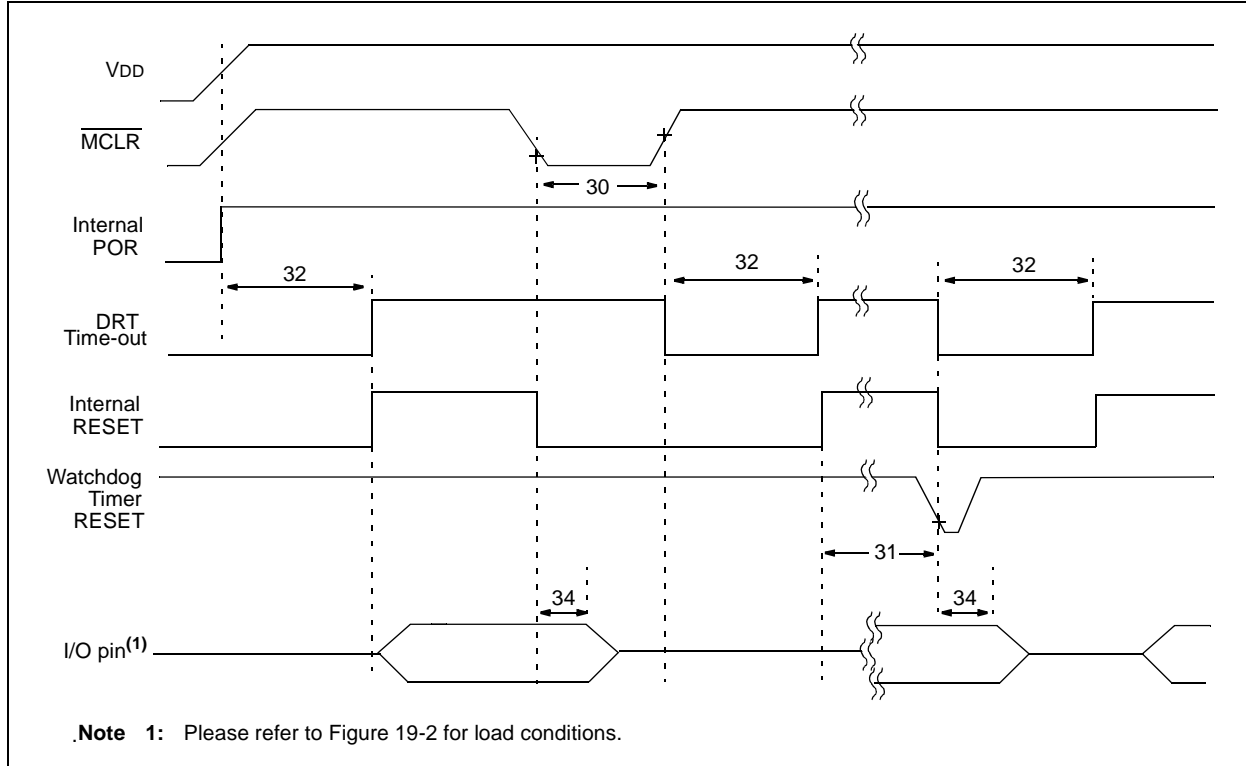 VDD
MCLR
30
Internal
POR
32
32
32
DRT
Time-out
Internal
RESET
Watchdog
Timer
RESET
31
34
34
I/O pin(1)
.Note 1: Please refer to Figure 19-2 for load conditions.